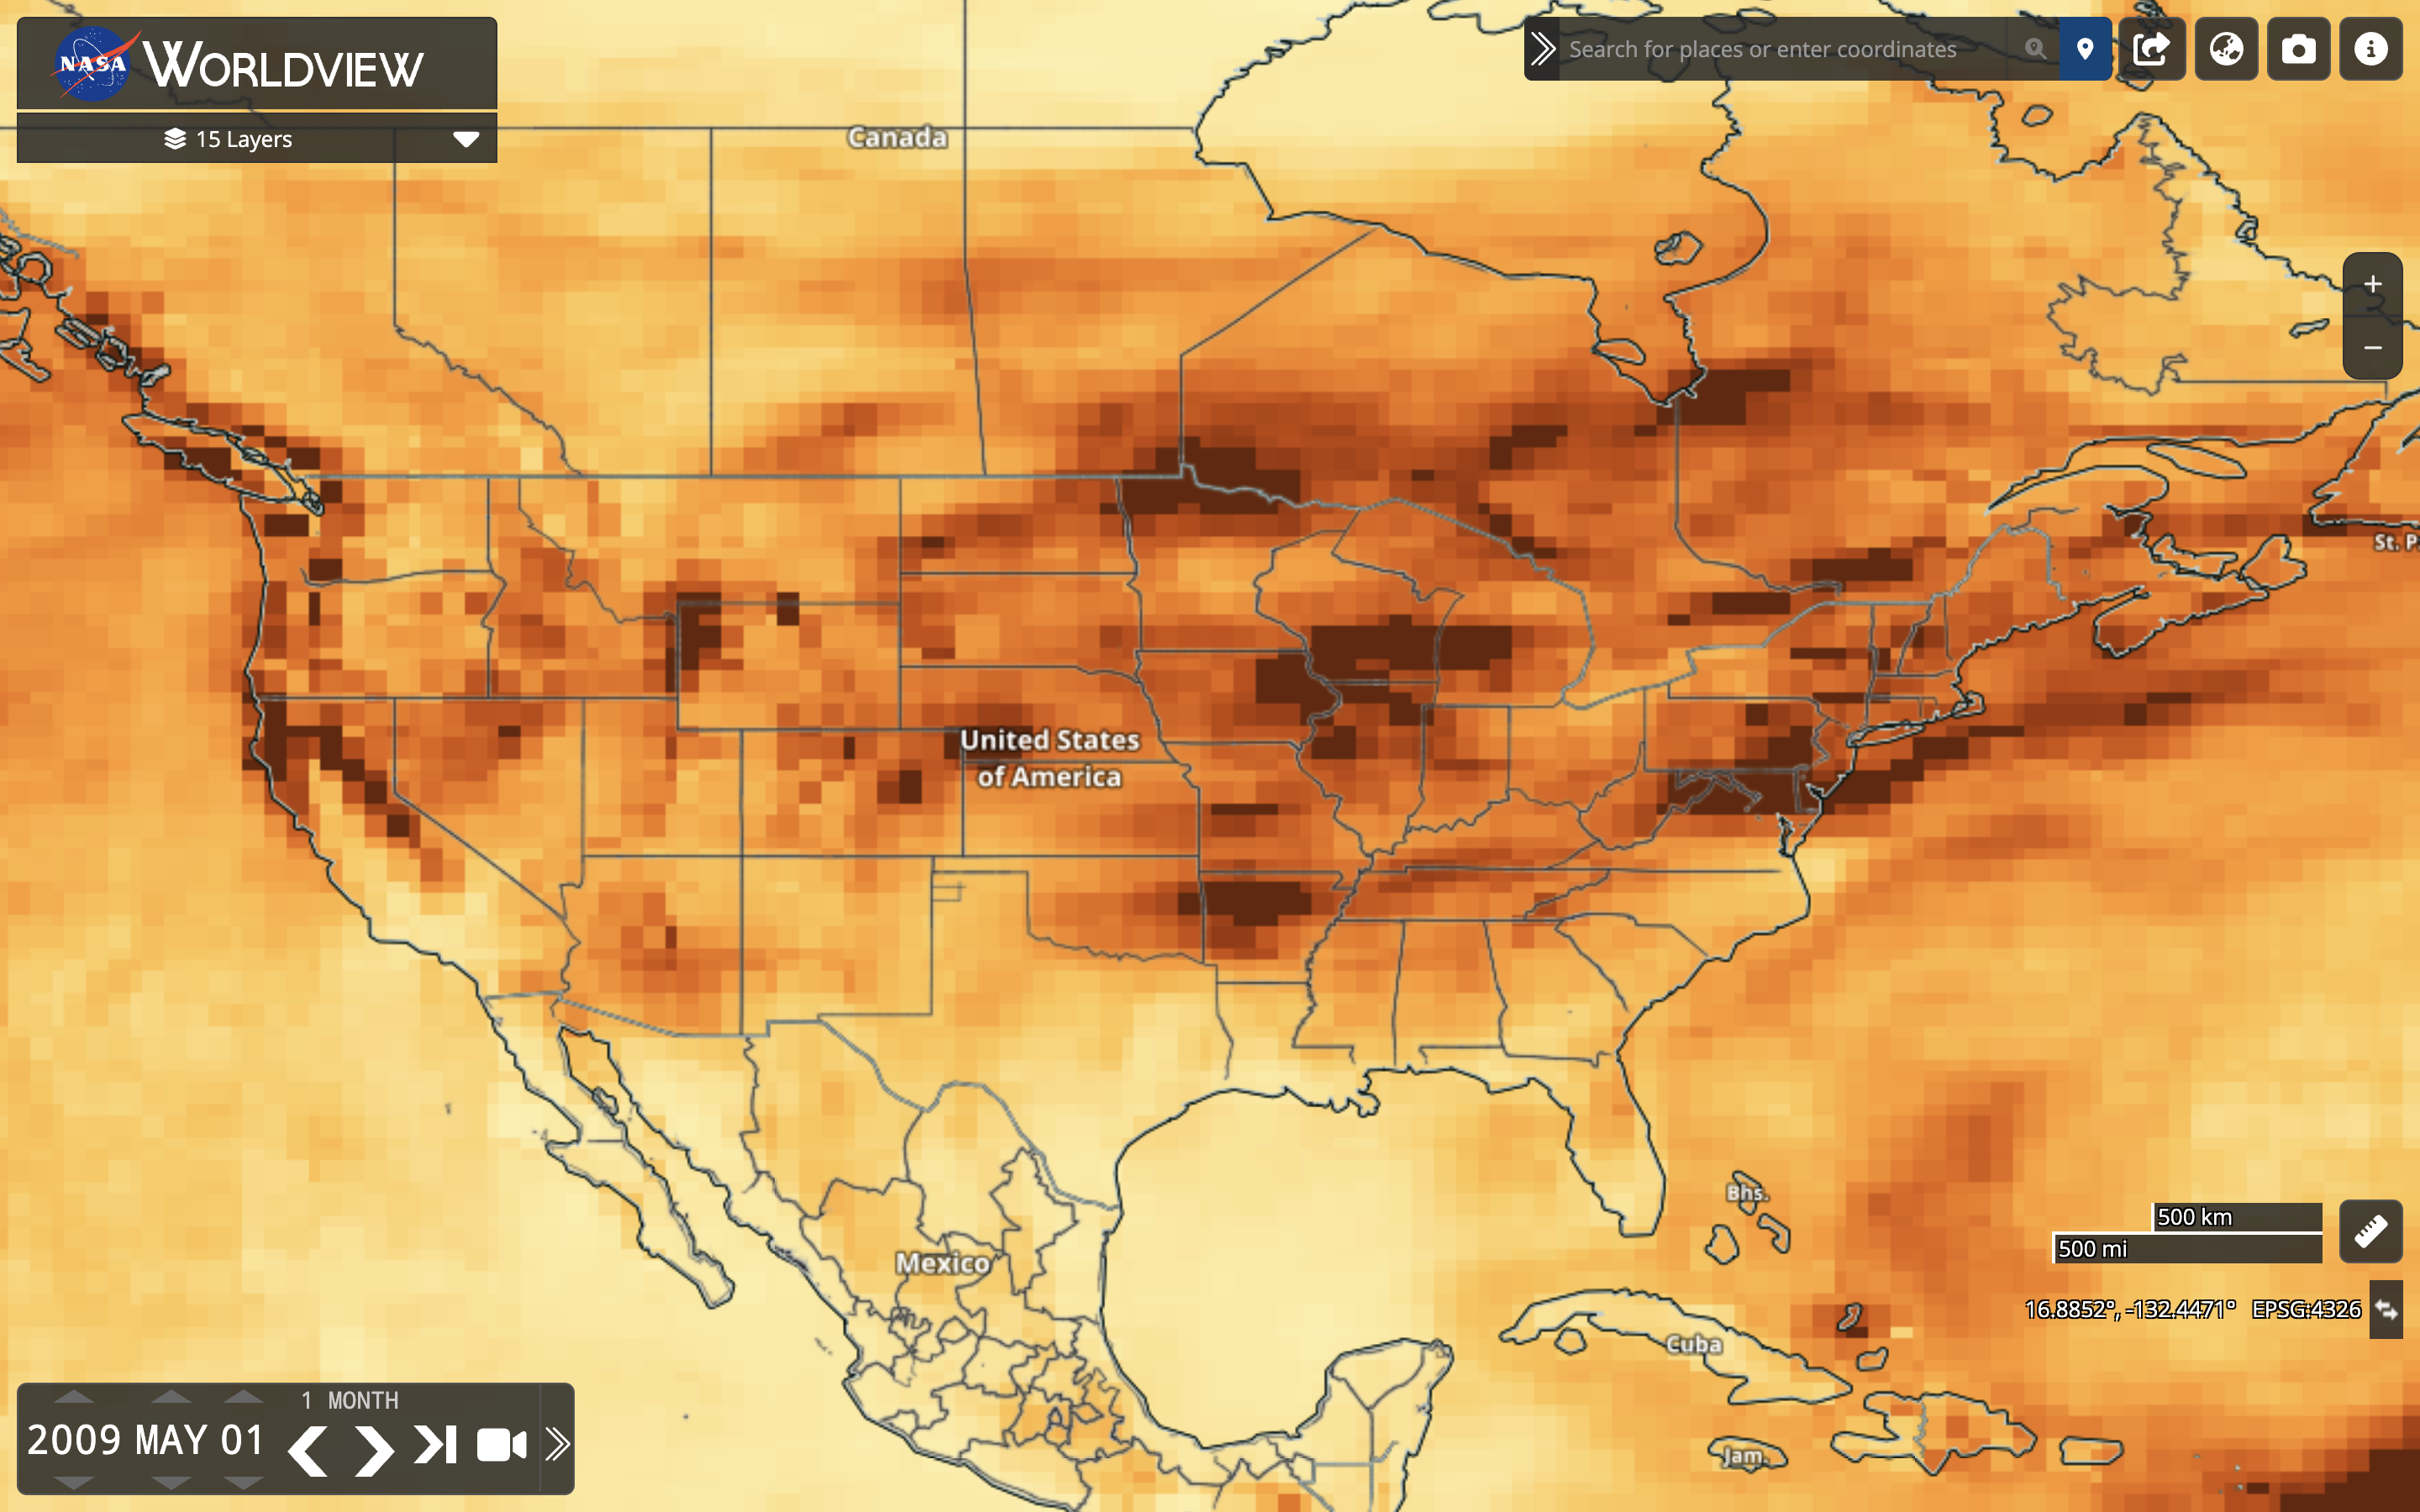 NASA WORLDVIEW
15 Layers
Search for places or enter coordinates
Canada
+
−
St. P
United States
of America
Bhs.
500 km
500 mi
Mexico
16.8852°, -132.4471° EPSG:4326
Cuba
Jam.
1 MONTH
2009 MAY 01